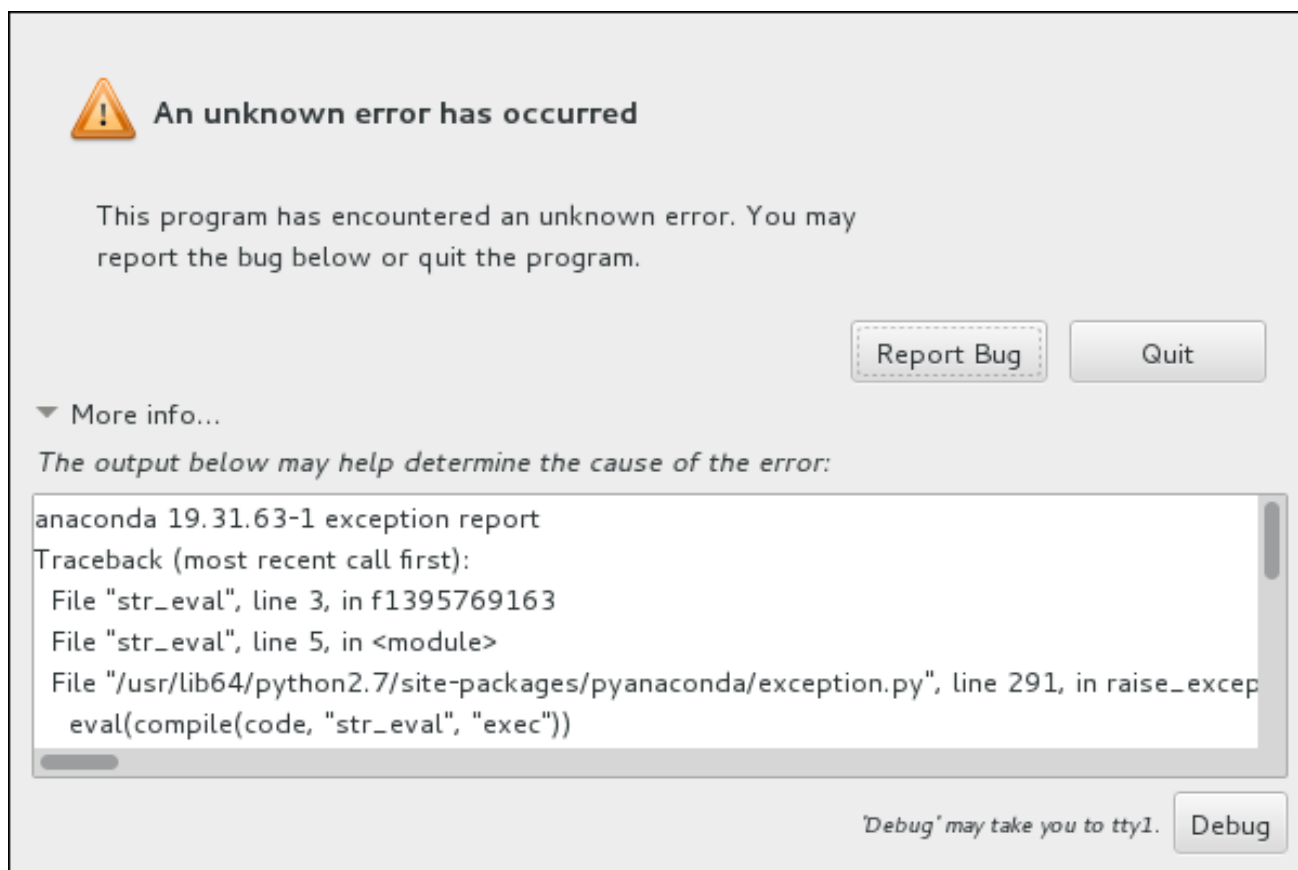 An unknown error has occurred
This program has encountered an unknown error. You may
report the bug below or quit the program.
Report Bug
Quit
More info...
The output below may help determine the cause of the error:
anaconda 19.31.63-1 exception report
Traceback (most recent call first):
File "str_eval", line 3, in f1395769163
File "str_eval", line 5, in <module>
File "/usr/lib64/python2.7/site-packages/pyanaconda/exception.py", line 291, in raise_excep
eval(compile(code, "str_eval", "exec"))
'Debug' may take you to tty1.
Debug